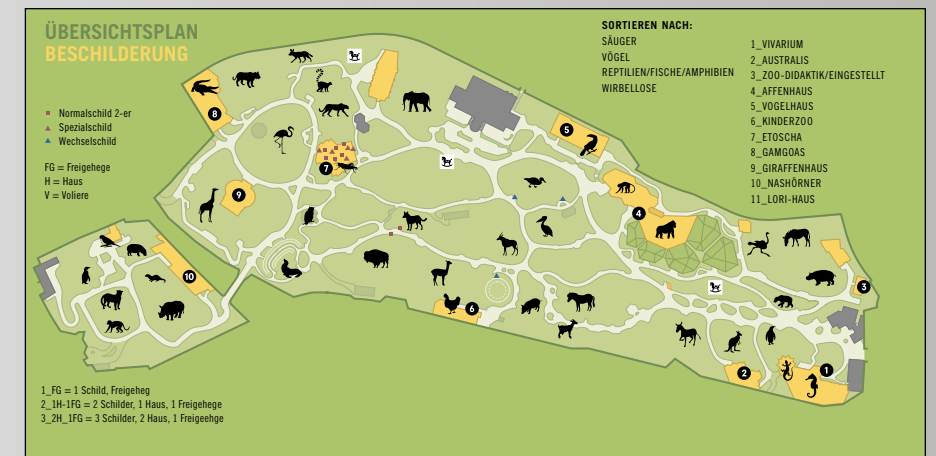 ÜBERSICHTSPLAN
BESCHILDERUNG
Normalschild 2-er
Spezialschild
Wechselschild
FG = Freigehege
H = Haus
V = Voliere
SORTIEREN NACH:
SÄUGER
VÖGEL
REPTILIEN/FISCHE/AMPHIBIEN
WIRBELLOSE
1_VIVARIUM
2_AUSTRALIS
3_ZOO-DIDAKTIK/EINGESTELLT
4_AFFENHAUS
5_VOGELHAUS
6_KINDERZOO
7_ETOSCHA
8_GAMGOAS
9_GIRAFFENHAUS
10_NASHÖRNER
11_LORI-HAUS
8
5
7
9
4
10
3
6
2
1
1_FG = 1 Schild, Freigeheg
2_1H-1FG = 2 Schilder, 1 Haus, 1 Freigehege
3_2H_1FG = 3 Schilder, 2 Haus, 1 Freigeehge